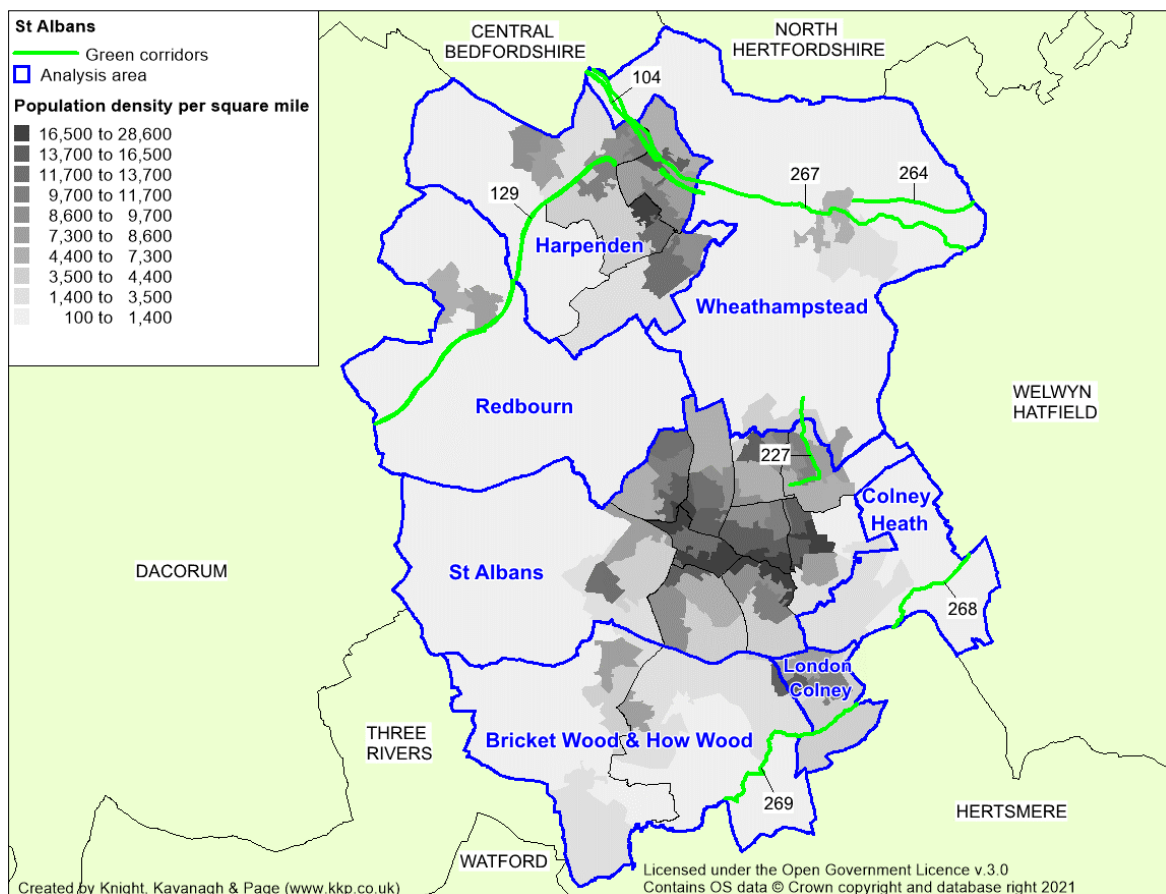 St Albans
Green corridors
Analysis area
Population density per square mile
16,500 to 28,600
13,700 to 16,500
11,700 to 13,700
9,700 to 11,700
8,600 to 9,700
7,300 to 8,600
4,400 to 7,300
3,500 to 4,400
1,400 to 3,500
100 to 1,400
CENTRAL
BEDFORDSHIRE
NORTH
HERTFORDSHIRE
104
129
267
264
Harpenden
Wheathampstead
Redbourn
WELWYN
HATFIELD
227
Colney
Heath
DACORUM
St Albans
268
London
Colney
THREE
RIVERS
Bricket Wood & How Wood
269
HERTSMERE
WATFORD
Created by Knight, Kavanagh & Page (www.kkp.co.uk)
Licensed under the Open Government Licence v.3.0
Contains OS data © Crown copyright and database right 2021